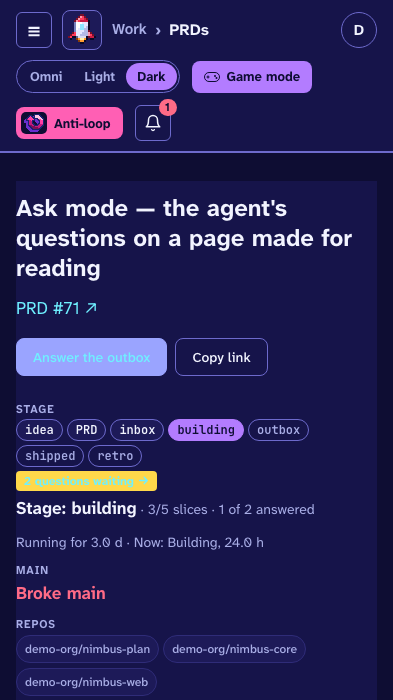 Work › PRDs
D
Omni Light Dark
Game mode
Anti-loop
1
Ask mode — the agent's
questions on a page made for
reading
PRD #71 ↗
Answer the outbox
Copy link
STAGE
idea PRD inbox building outbox
shipped retro
2 questions waiting →
Stage: building · 3/5 slices · 1 of 2 answered
Running for 3.0 d · Now: Building, 24.0 h
MAIN
Broke main
REPOS
demo-org/nimbus-plan demo-org/nimbus-core
demo-org/nimbus-web